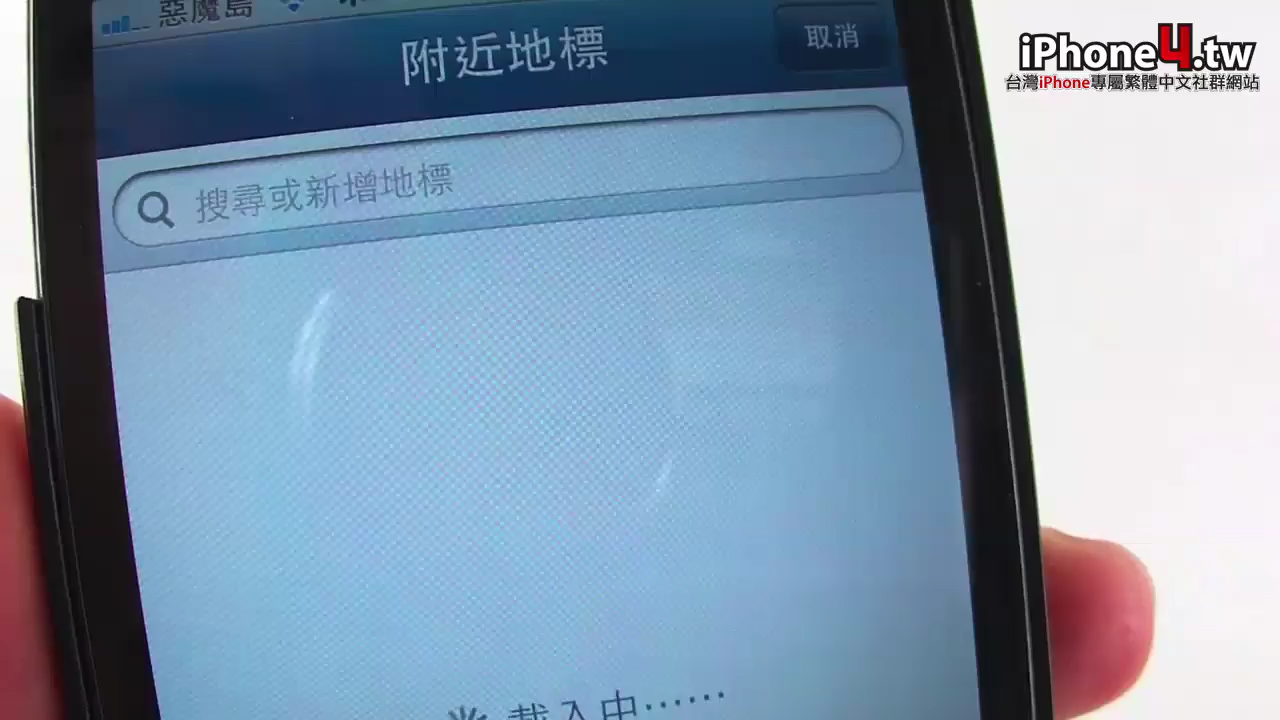 惡魔島
附近地標
取消
iPhone4.tw
台灣iPhone專屬繁體中文社群網站
搜尋或新增地標
載入中⋯⋯